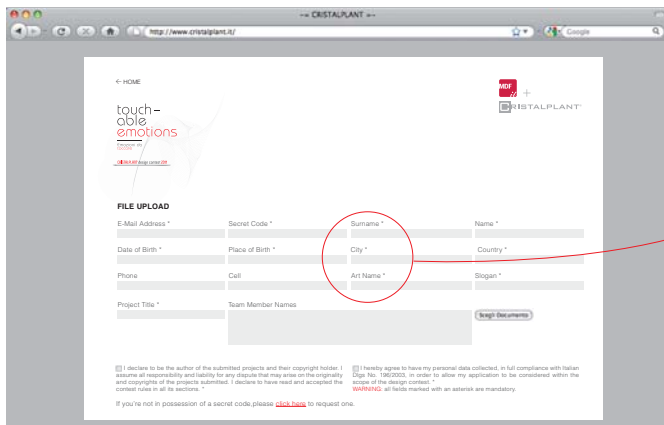 -= CRISTALPLANT =-
http://www.cristalplant.it/
Google
← HOME
MDF
+
CRISTALPLANT
touch–
able
emotions
design contest
FILE UPLOAD
E-Mail Address * Secret Code * Surname * Name *
Date of Birth * Place of Birth * City * Country *
Phone Cell Art Name * Slogan *
Project Title * Team Member Names
Scegli Documento
I declare to be the author of the submitted projects and their copyright holder. I
assume all responsibility and liability for any dispute that may arise on the originality
and copyrights of the projects submitted. I declare to have read and accepted the
contest rules in all its sections. *
I hereby agree to have my personal data collected, in full compliance with Italian
Dlgs No. 196/2003, in order to allow my application to be considered within the
scope of the design contest. *
WARNING: all fields marked with an asterisk are mandatory.
If you're not in possession of a secret code,please click here to request one.